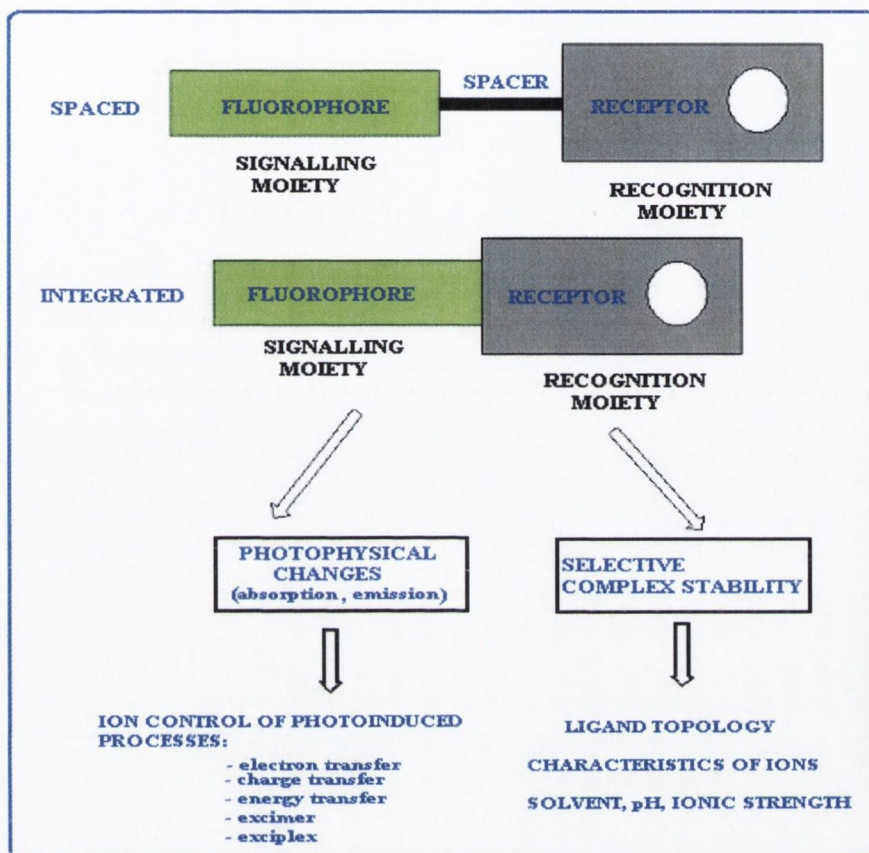 SPACER
SPACED FLUOROPHORE RECEPTOR
SIGNALLING
MOIETY
RECOGNITION
MOIETY
INTEGRATED FLUOROPHORE RECEPTOR
SIGNALLING
MOIETY
RECOGNITION
MOIETY
PHOTOPHYSICAL
CHANGES
(absorption , emission)
SELECTIVE
COMPLEX STABILITY
ION CONTROL OF PHOTOINDUCED
PROCESSES:
- electron transfer
- charge transfer
- energy transfer
- excimer
- exciplex
LIGAND TOPOLOGY
CHARACTERISTICS OF IONS
SOLVENT, pH, IONIC STRENGTH